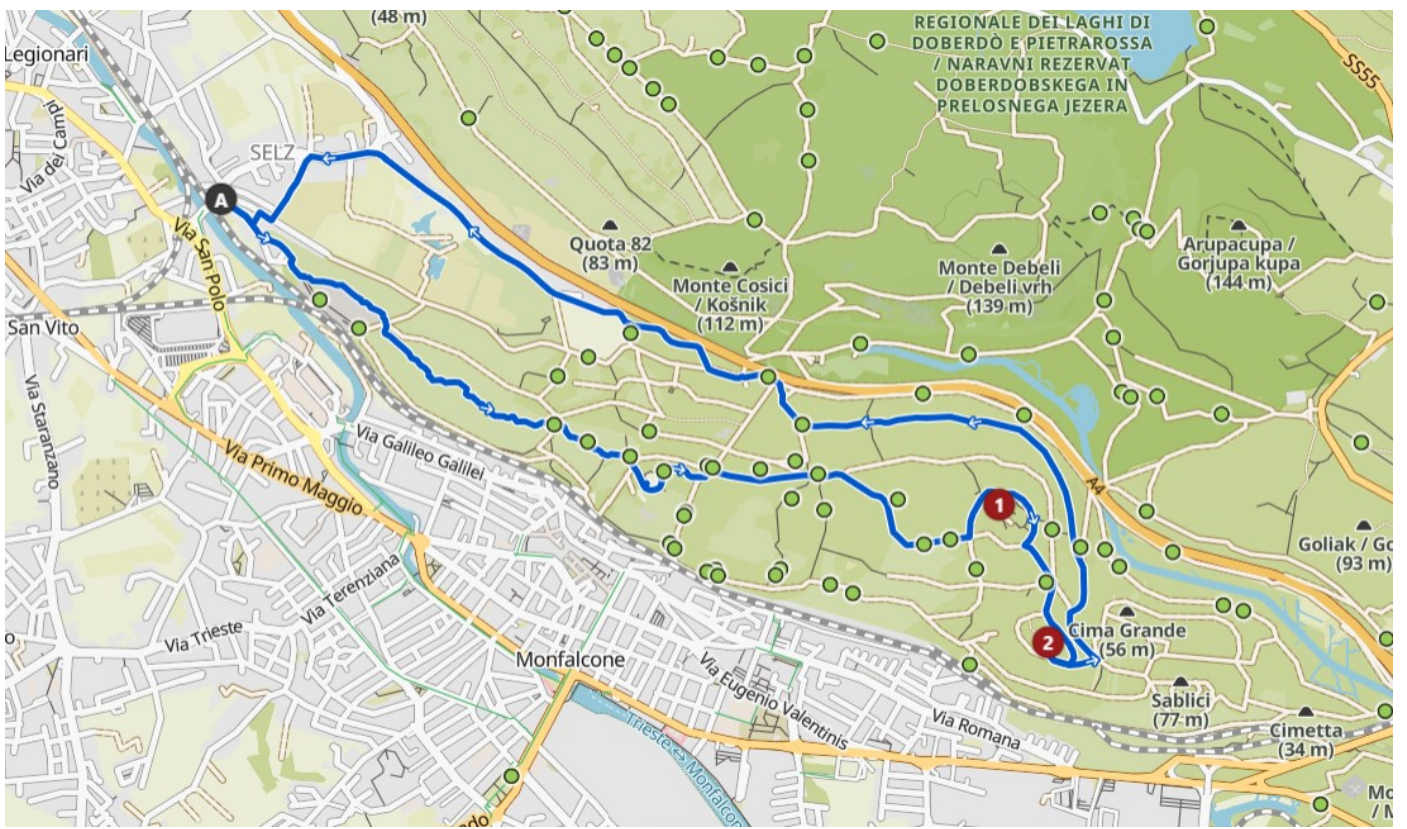 (48 m)
REGIONALE DEI LAGHI DI
DOBERDÒ E PIETRAROSSA
/ NARAVNI REZERVAT
DOBERDOBSKEGA IN
PRELOSNEGA JEZERA
SS55
Legionari
Via dei Campi
SELZ
A
Via San Polo
Quota 82
(83 m)
Monte Cosici
/ Košnik
(112 m)
Monte Debeli
/ Debeli vrh
(139 m)
Arupacupa /
Gorjupa kupa
(144 m)
San Vito
Via Staranzano
Via Galileo Galilei
Via Primo Maggio
A4
1
Goliak / Go
(93 m)
Via Terenziana
Via Trieste
2
Cima Grande
(56 m)
Monfalcone
Via Eugenio Valentinis
Via Romana
Sablici
(77 m)
Cimetta
(34 m)
Trieste ↔ Monfalcon
Mo
/ M
do
o